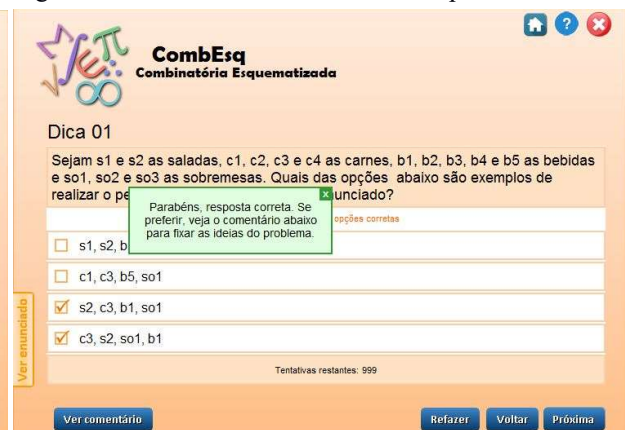 CombEsq
Combinatória Esquematizada
Dica 01
Sejam s1 e s2 as saladas, c1, c2, c3 e c4 as carnes, b1, b2, b3, b4 e b5 as bebidas
e so1, so2 e so3 as sobremesas. Quais das opções abaixo são exemplos de
realizar o
Parabéns, resposta correta. Se
preferir, veja o comentário abaixo
para fixar as ideias do problema.
opções corretas
s1, s2,
c1, c3, b5, so1
s2, c3, b1, so1
c3, s2, so1, b1
Tentativas restantes: 999
Ver enunciado
Ver comentário
Refazer Voltar Próxima